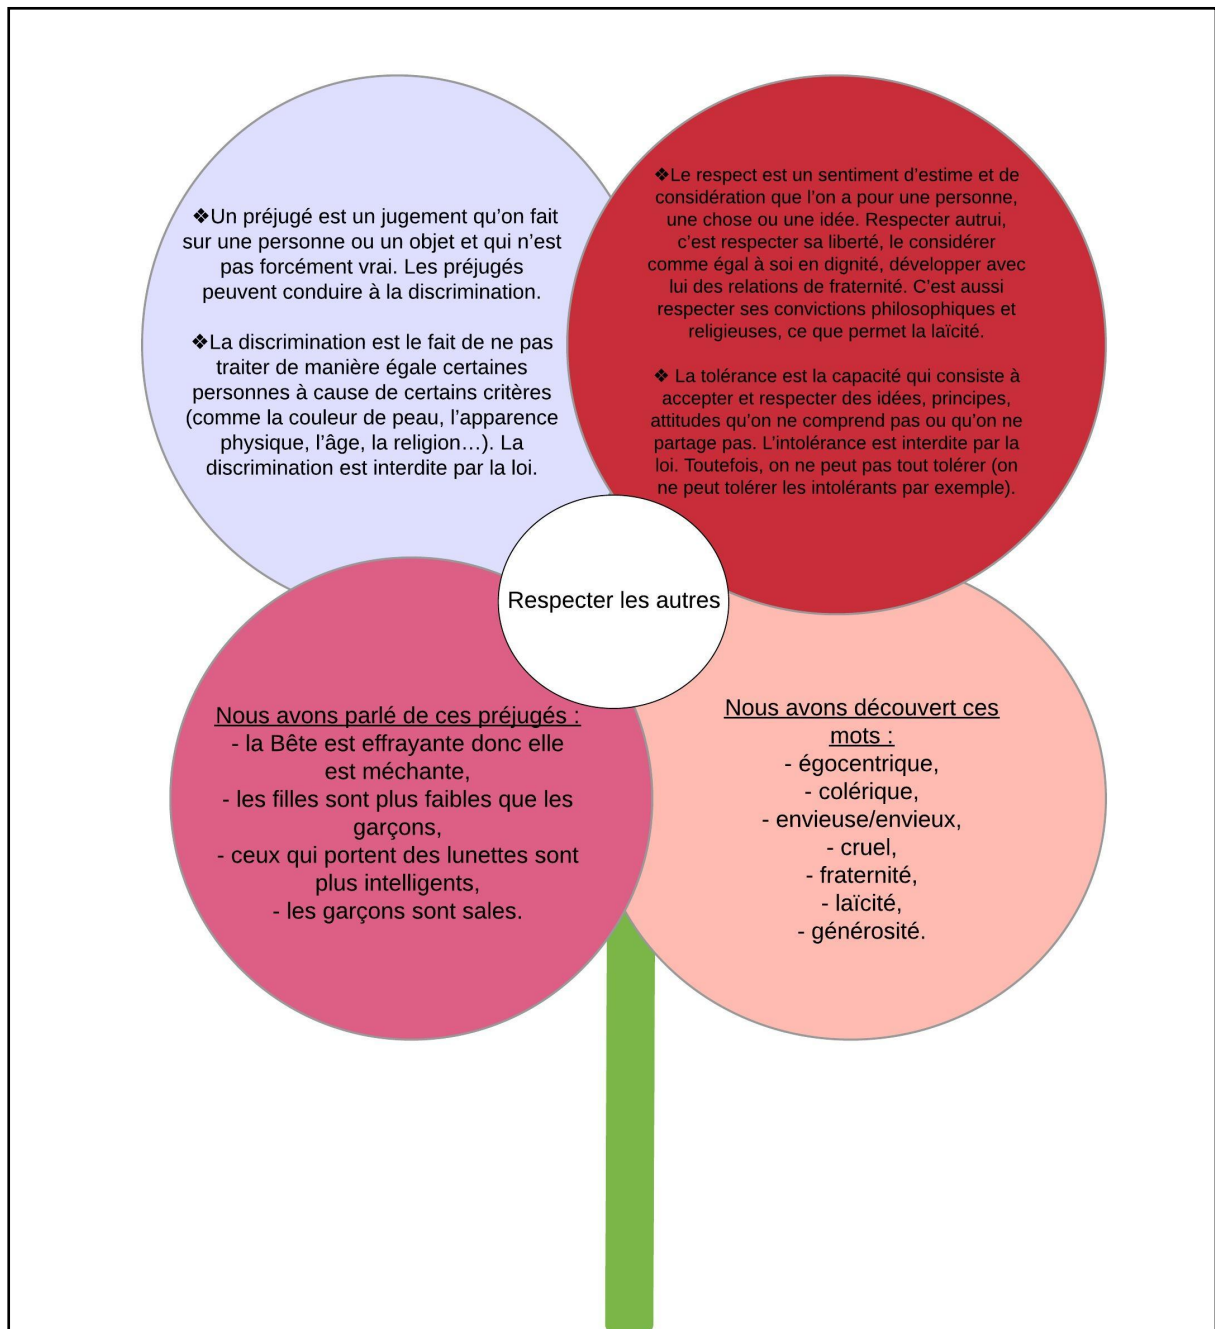 ❖Un préjugé est un jugement qu’on fait
sur une personne ou un objet et qui n’est
pas forcément vrai. Les préjugés
peuvent conduire à la discrimination.
❖La discrimination est le fait de ne pas
traiter de manière égale certaines
personnes à cause de certains critères
(comme la couleur de peau, l’apparence
physique, l’âge, la religion…). La
discrimination est interdite par la loi.
❖Le respect est un sentiment d’estime et de
considération que l’on a pour une personne,
une chose ou une idée. Respecter autrui,
c’est respecter sa liberté, le considérer
comme égal à soi en dignité, développer avec
lui des relations de fraternité. C’est aussi
respecter ses convictions philosophiques et
religieuses, ce que permet la laïcité.
❖ La tolérance est la capacité qui consiste à
accepter et respecter des idées, principes,
attitudes qu’on ne comprend pas ou qu’on ne
partage pas. L’intolérance est interdite par la
loi. Toutefois, on ne peut pas tout tolérer (on
ne peut tolérer les intolérants par exemple).
Respecter les autres
Nous avons parlé de ces préjugés :
- la Bête est effrayante donc elle
est méchante,
- les filles sont plus faibles que les
garçons,
- ceux qui portent des lunettes sont
plus intelligents,
- les garçons sont sales.
Nous avons découvert ces
mots :
- égocentrique,
- colérique,
- envieuse/envieux,
- cruel,
- fraternité,
- laïcité,
- générosité.